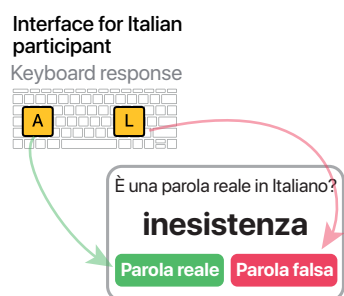 Interface for Italian
participant
Keyboard response
A L
È una parola reale in Italiano?
inesistenza
Parola reale Parola falsa